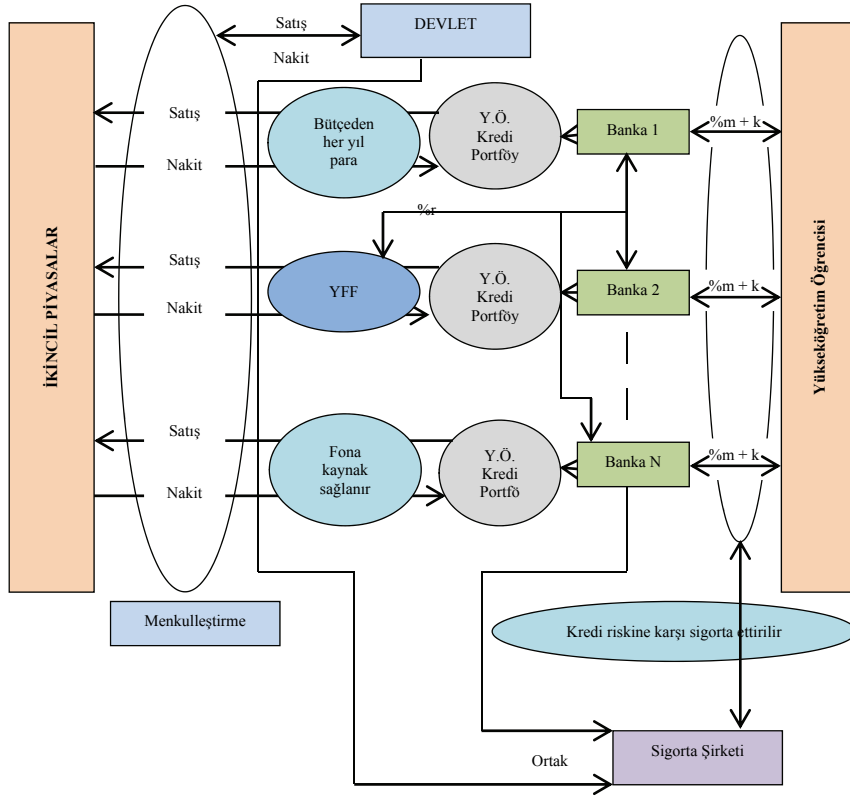 Satış
DEVLET
Nakit
Satış
Nakit
Bütçeden
her yıl
para
Y.Ö.
Kredi
Portföy
Banka 1
%m + k
%r
Satış
Nakit
YFF
Y.Ö.
Kredi
Portföy
Banka 2
%m + k
İKİNCİL PİYASALAR
Yükseköğretim Öğrencisi
Satış
Nakit
Fona
kaynak
sağlanır
Y.Ö.
Kredi
Portfö
Banka N
%m + k
Menkulleştirme
Kredi riskine karşı sigorta ettirilir
Ortak
Sigorta Şirketi